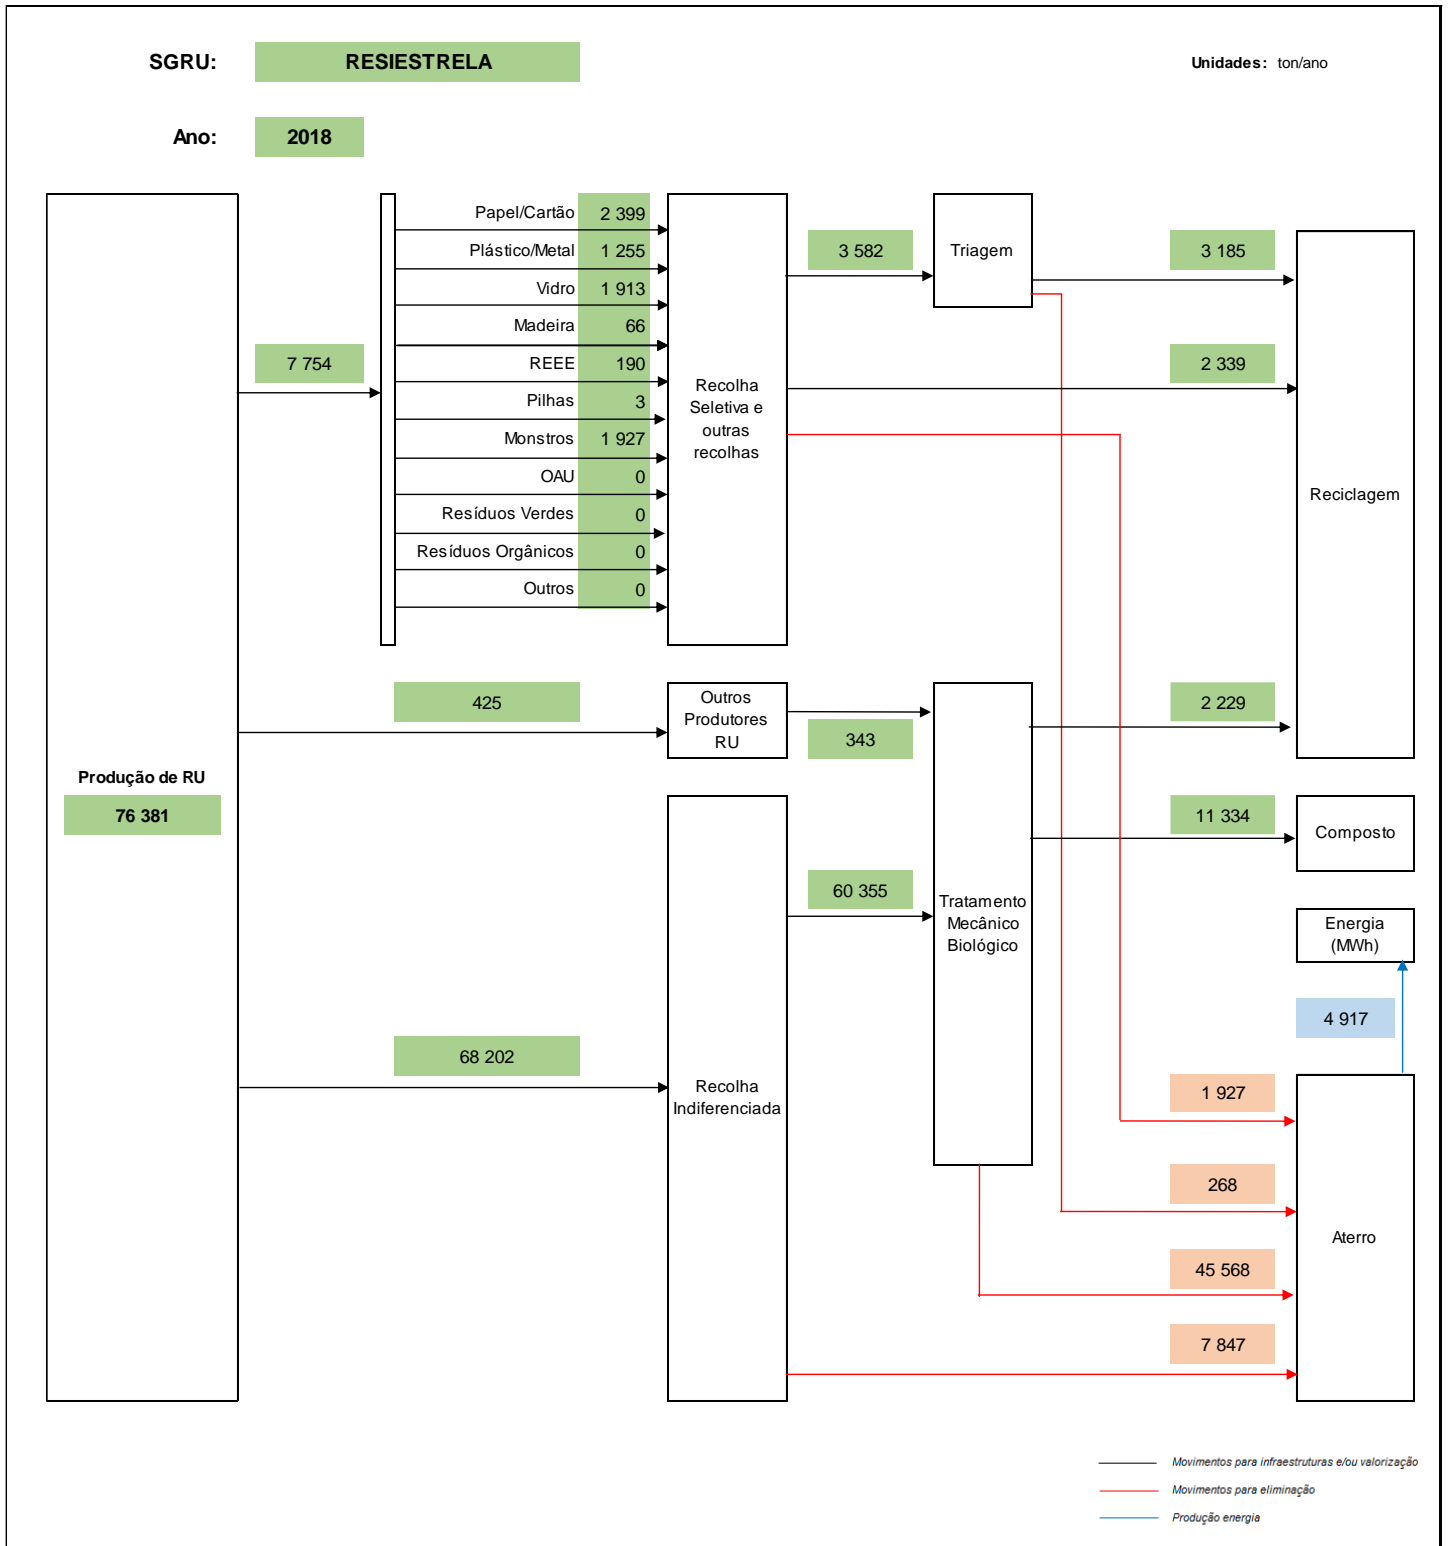 SGRU: RESIESTRELA
Unidades: ton/ano
Ano: 2018
Papel/Cartão 2 399
Plástico/Metal 1 255
Vidro 1 913
Madeira 66
REEE 190
Pilhas 3
Monstros 1 927
OAU 0
Resíduos Verdes 0
Resíduos Orgânicos 0
Outros 0
7 754
Recolha
Seletiva e
outras
recolhas
3 582
Triagem
3 185
2 339
Reciclagem
425
Outros
Produtores
RU
343
2 229
Produção de RU
76 381
11 334
Composto
60 355
Tratamento
Mecânico
Biológico
Energia
(MWh)
4 917
68 202
Recolha
Indiferenciada
1 927
268
Aterro
45 568
7 847
Movimentos para infraestruturas e/ou valorização
Movimentos para eliminação
Produção energia